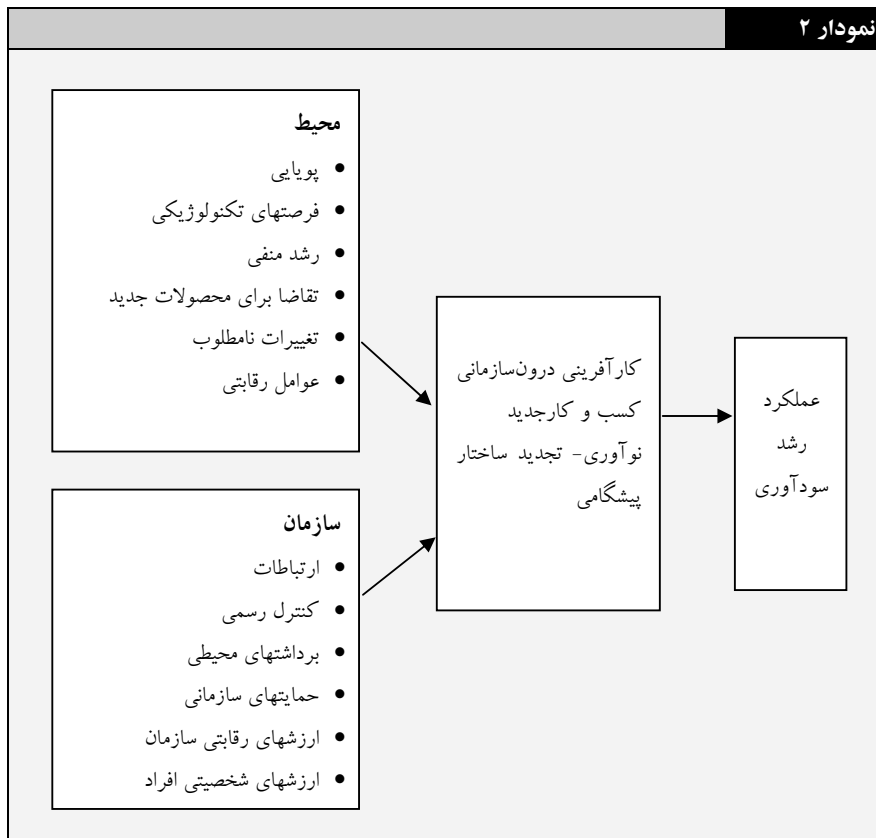 نمودار ۲
محیط
• پویایی
• فرصتهای تکنولوژیکی
• رشد منفی
• تقاضا برای محصولات جدید
• تغییرات نامطلوب
• عوامل رقابتی
سازمان
• ارتباطات
• کنترل رسمی
• برداشتهای محیطی
• حمایتهای سازمانی
• ارزشهای رقابتی سازمان
• ارزشهای شخصیتی افراد
کارآفرینی درون‌سازمانی
کسب و کارجدید
نوآوری- تجدید ساختار
پیشگامی
عملکرد
رشد
سودآوری